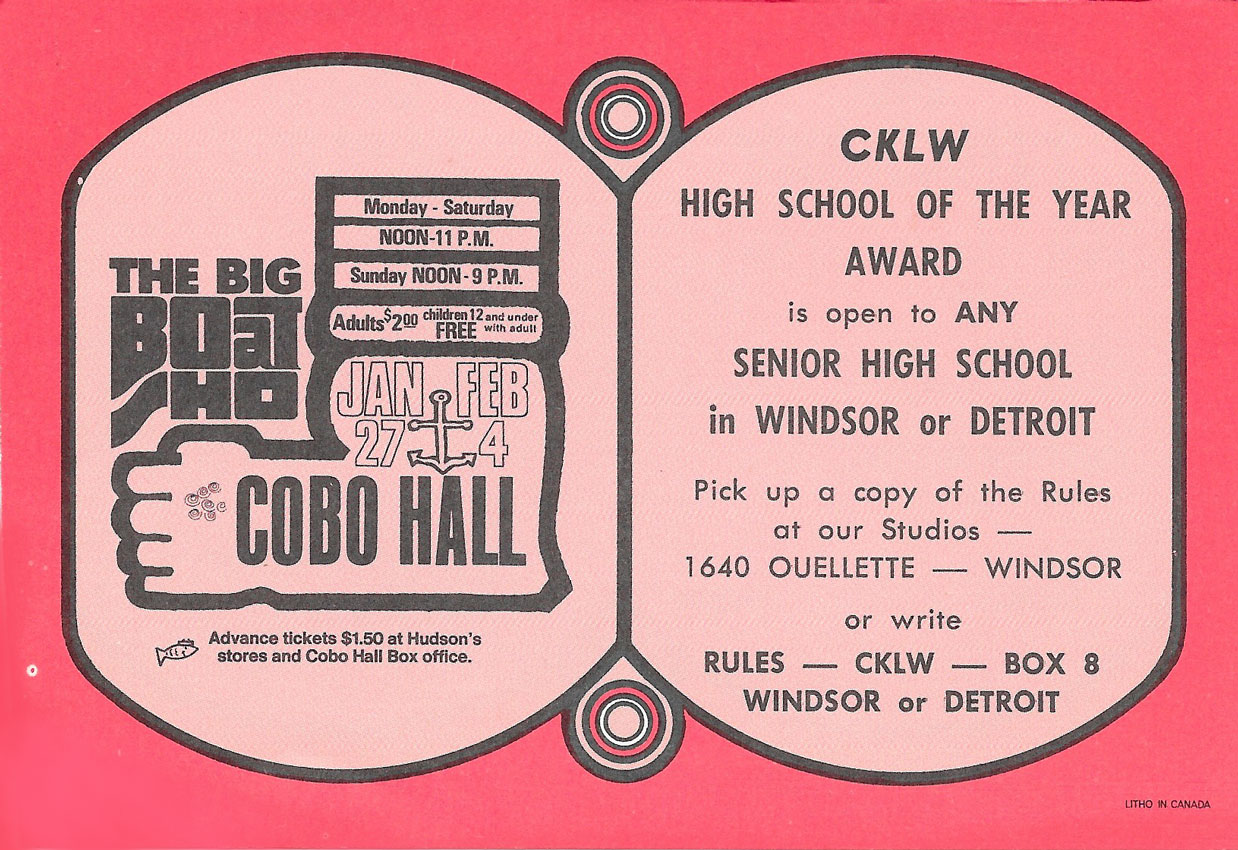 THE BIG
BOat
SHO
Monday - Saturday
NOON-11 P.M.
Sunday NOON-9 P.M.
Adults $2.00 children 12 and under FREE with adult
JAN FEB
27 4
COBO HALL
Advance tickets $1.50 at Hudson's
stores and Cobo Hall Box office.
CKLW
HIGH SCHOOL OF THE YEAR
AWARD
is open to ANY
SENIOR HIGH SCHOOL
in WINDSOR or DETROIT
Pick up a copy of the Rules
at our Studios —
1640 OUELLETTE — WINDSOR
or write
RULES — CKLW — BOX 8
WINDSOR or DETROIT
LITHO IN CANADA